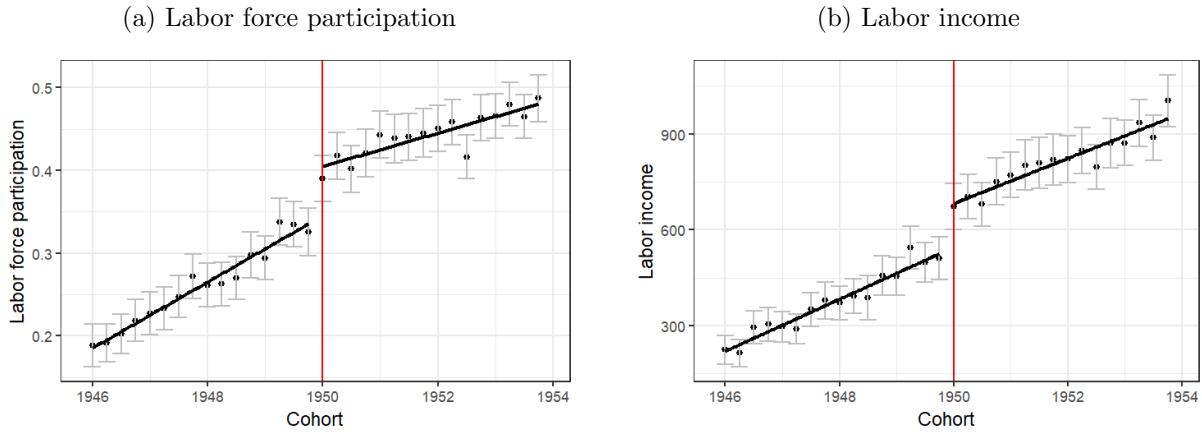 (a) Labor force participation
Labor force participation
0.5
0.4
0.3
0.2
1946
1948
1950
1952
1954
Cohort
(b) Labor income
Labor income
900
600
300
1946
1948
1950
1952
1954
Cohort